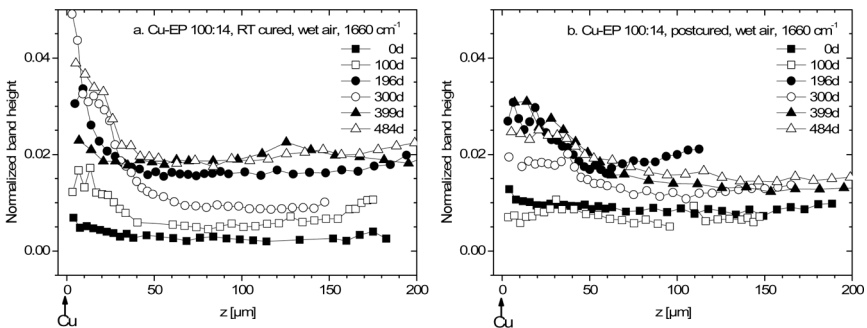 a. Cu-EP 100:14, RT cured, wet air, 1660 cm⁻¹
0d
100d
196d
300d
399d
484d
0.04
0.02
0.00
Normalized band height
0 50 100 150 200
z [µm]
Cu
b. Cu-EP 100:14, postcured, wet air, 1660 cm⁻¹
0d
100d
196d
300d
399d
484d
0.04
0.02
0.00
Normalized band height
0 50 100 150 200
z [µm]
Cu